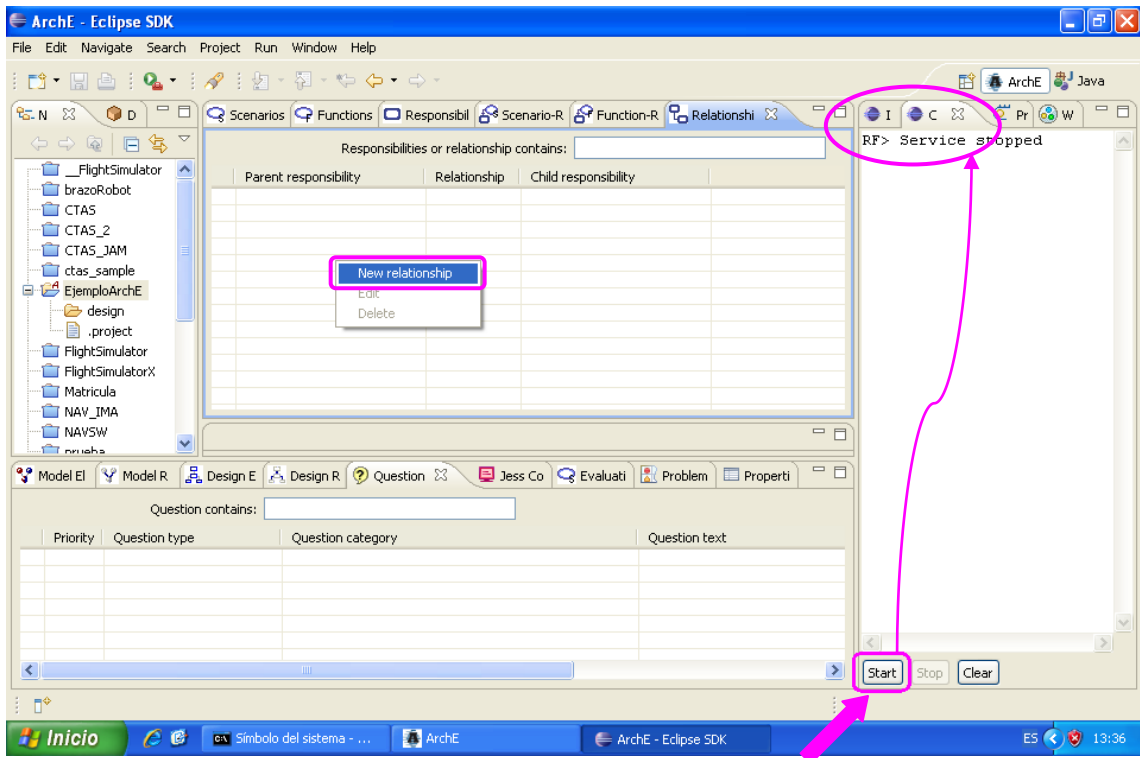 ArchE - Eclipse SDK
File Edit Navigate Search Project Run Window Help
ArchE Java
N D
Scenarios Functions Responsibil Scenario-R Function-R Relationshi
I C Pr W
Responsibilities or relationship contains:
RF> Service stopped
Parent responsibility Relationship Child responsibility
__FlightSimulator
brazoRobot
CTAS
CTAS_2
CTAS_JAM
ctas_sample
EjemploArchE
design
.project
FlightSimulator
FlightSimulatorX
Matricula
NAV_IMA
NAVSW
prueba
New relationship
Edit
Delete
Model El Model R Design E Design R Question Jess Co Evaluati Problem Properti
Question contains:
Priority Question type Question category Question text
Start Stop Clear
Inicio Símbolo del sistema - ... ArchE ArchE - Eclipse SDK ES 13:36